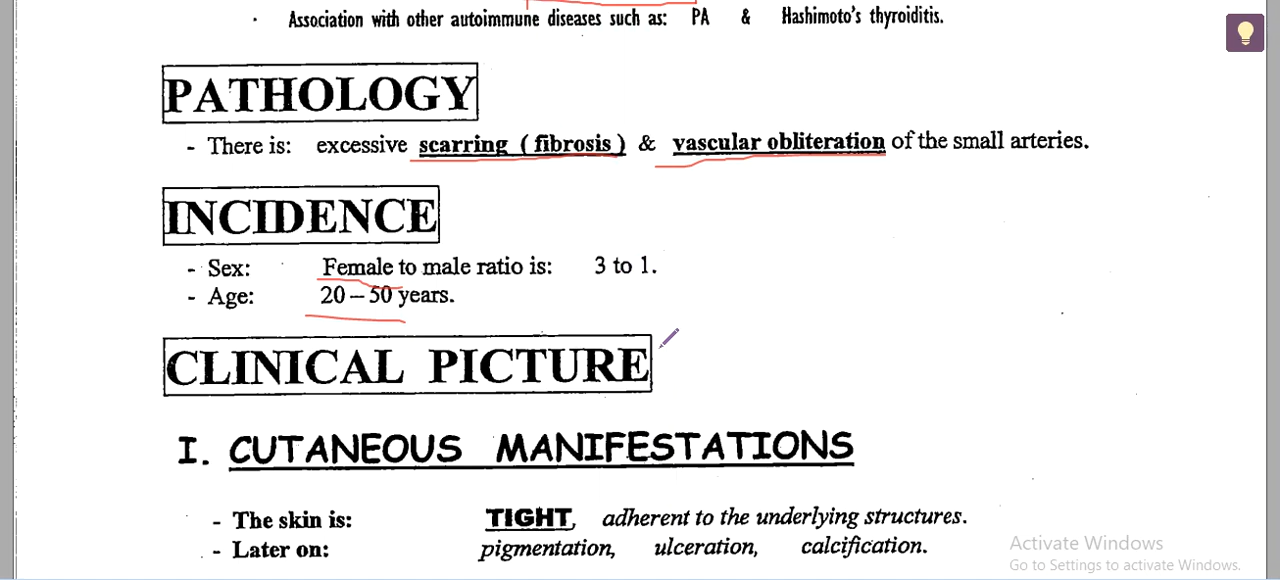 · Association with other autoimmune diseases such as: PA & Hashimoto's thyroiditis.
PATHOLOGY
- There is: excessive scarring ( fibrosis ) & vascular obliteration of the small arteries.
INCIDENCE
- Sex: Female to male ratio is: 3 to 1.
- Age: 20 – 50 years.
CLINICAL PICTURE
I. CUTANEOUS MANIFESTATIONS
- The skin is: TIGHT, adherent to the underlying structures.
- Later on: pigmentation, ulceration, calcification.
Activate Windows
Go to Settings to activate Windows.